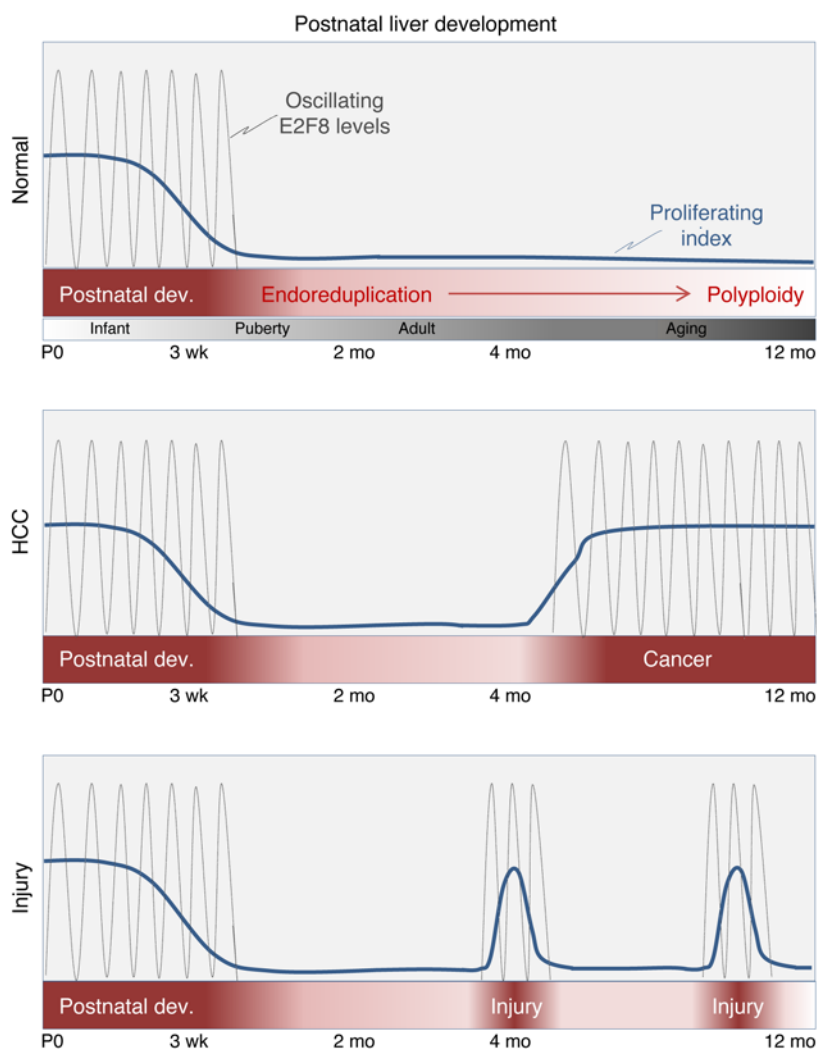 Postnatal liver development
Normal
Oscillating
E2F8 levels
Proliferating
index
Postnatal dev. Endoreduplication Polyploidy
Infant Puberty Adult Aging
P0 3 wk 2 mo 4 mo 12 mo
HCC
Postnatal dev. Cancer
P0 3 wk 2 mo 4 mo 12 mo
Injury
Postnatal dev. Injury Injury
P0 3 wk 2 mo 4 mo 12 mo